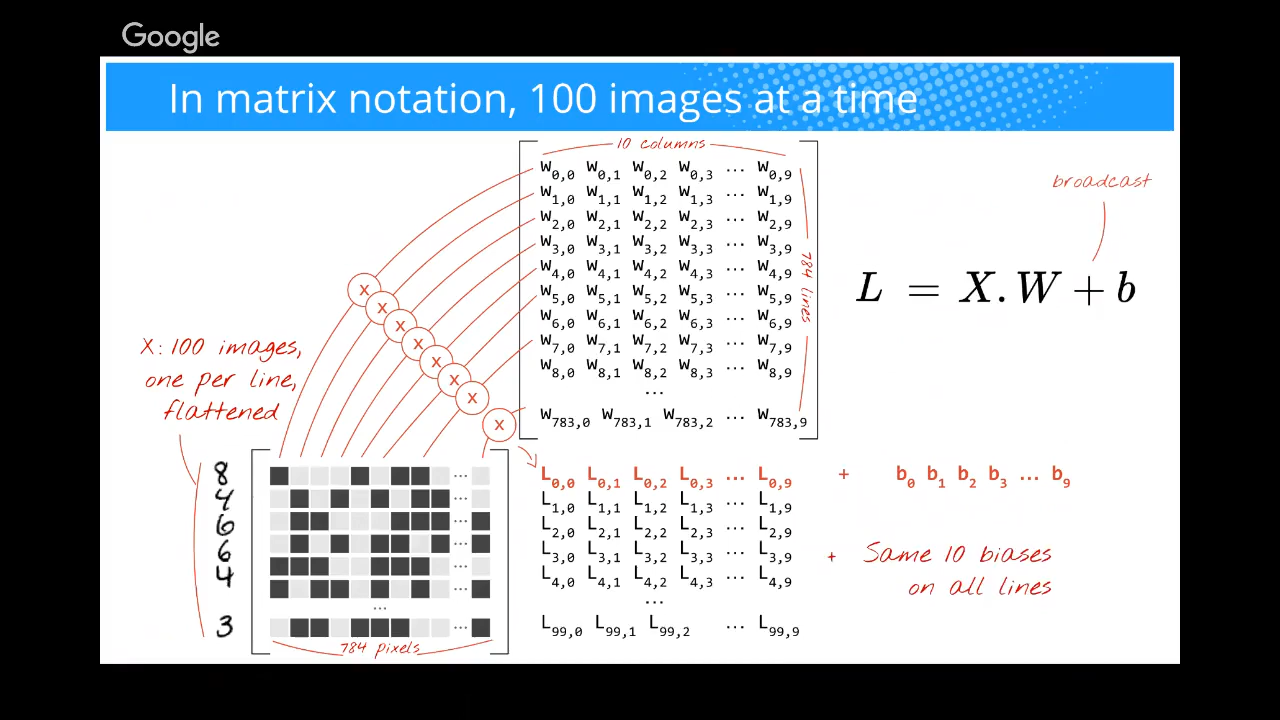 Google
In matrix notation, 100 images at a time
10 columns
W0,0 W0,1 W0,2 W0,3 ... W0,9
W1,0 W1,1 W1,2 W1,3 ... W1,9
W2,0 W2,1 W2,2 W2,3 ... W2,9
W3,0 W3,1 W3,2 W3,3 ... W3,9
W4,0 W4,1 W4,2 W4,3 ... W4,9
W5,0 W5,1 W5,2 W5,3 ... W5,9
W6,0 W6,1 W6,2 W6,3 ... W6,9
W7,0 W7,1 W7,2 W7,3 ... W7,9
W8,0 W8,1 W8,2 W8,3 ... W8,9
...
W783,0 W783,1 W783,2 ... W783,9
784 lines
broadcast
L = X.W + b
x
x
x
x
x
x
x
x
X: 100 images,
one per line,
flattened
8
4
6
6
4
3
...
...
...
...
...
...
...
...
784 pixels
L0,0 L0,1 L0,2 L0,3 ... L0,9 + b0 b1 b2 b3 ... b9
L1,0 L1,1 L1,2 L1,3 ... L1,9
L2,0 L2,1 L2,2 L2,3 ... L2,9
L3,0 L3,1 L3,2 L3,3 ... L3,9
L4,0 L4,1 L4,2 L4,3 ... L4,9
...
L99,0 L99,1 L99,2 ... L99,9
+ Same 10 biases
on all lines